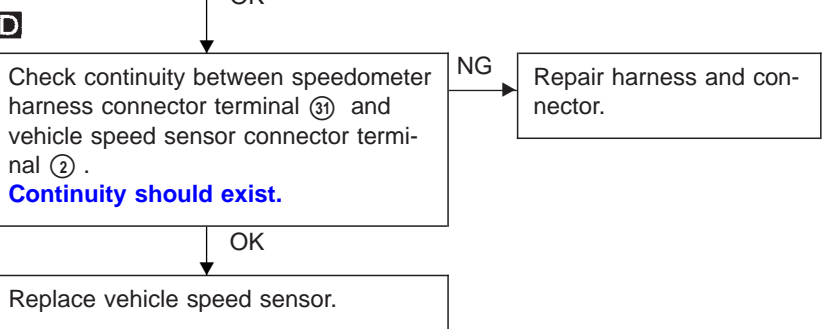 OK
D
Check continuity between speedometer
harness connector terminal 31 and
vehicle speed sensor connector termi-
nal 2 .
Continuity should exist.
NG
Repair harness and con-
nector.
OK
Replace vehicle speed sensor.